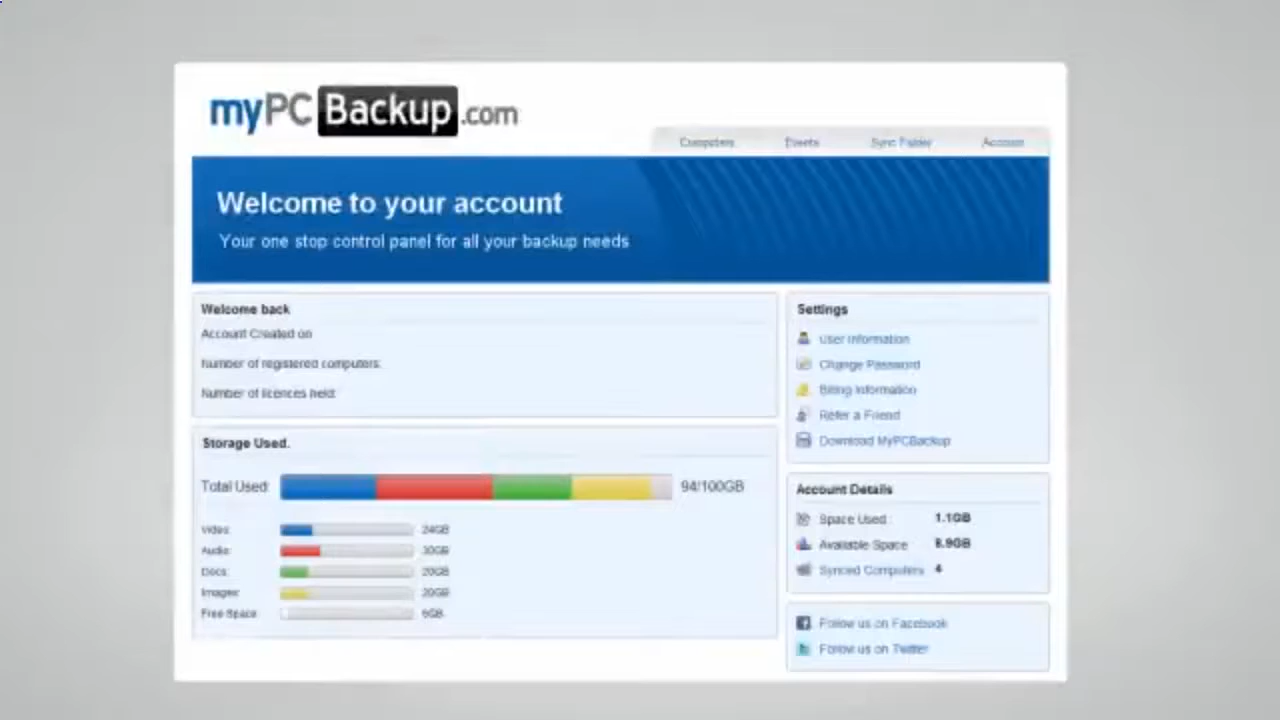 myPCBackup.com
Computers Events Sync Folder Account
Welcome to your account
Your one stop control panel for all your backup needs
Welcome back
Account Created on
Number of registered computers:
Number of licences held:
Storage Used.
Total Used: 94/100GB
Video: 24GB
Audio: 30GB
Docs: 20GB
Images: 20GB
Free Space: 6GB
Settings
User Information
Change Password
Billing Information
Refer a Friend
Download MyPCBackup
Account Details
Space Used: 1.1GB
Available Space 8.9GB
Synced Computers 4
Follow us on Facebook
Follow us on Twitter